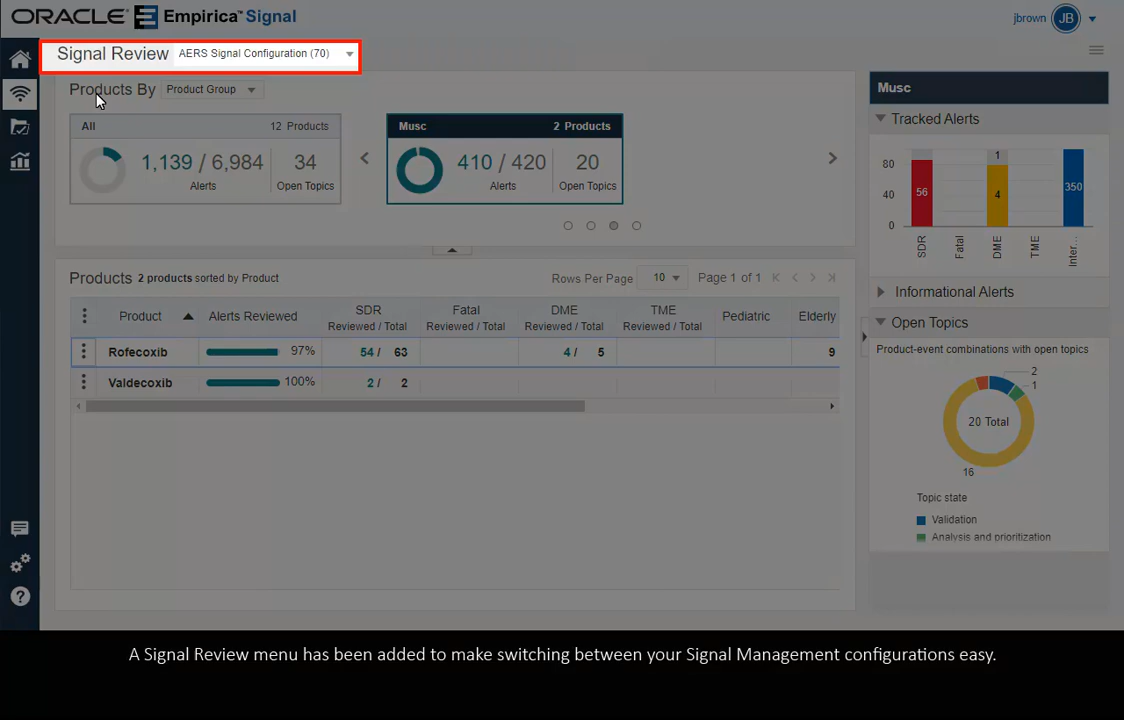 ORACLE Empirica™ Signal
jbrown JB
Signal Review AERS Signal Configuration (70)
Products By Product Group
All 12 Products
1,139 / 6,984 34
Alerts Open Topics
Musc 2 Products
410 / 420 20
Alerts Open Topics
Products 2 products sorted by Product
Rows Per Page 10 Page 1 of 1
Product Alerts Reviewed SDR Fatal DME TME Pediatric Elderly
Reviewed / Total Reviewed / Total Reviewed / Total Reviewed / Total
Rofecoxib 97% 54 / 63 4 / 5 9
Valdecoxib 100% 2 / 2
Musc
Tracked Alerts
80
40
0
56
1
4
350
SDR
Fatal
DME
TME
Inter...
Informational Alerts
Open Topics
Product-event combinations with open topics
2
1
20 Total
16
Topic state
Validation
Analysis and prioritization
A Signal Review menu has been added to make switching between your Signal Management configurations easy.